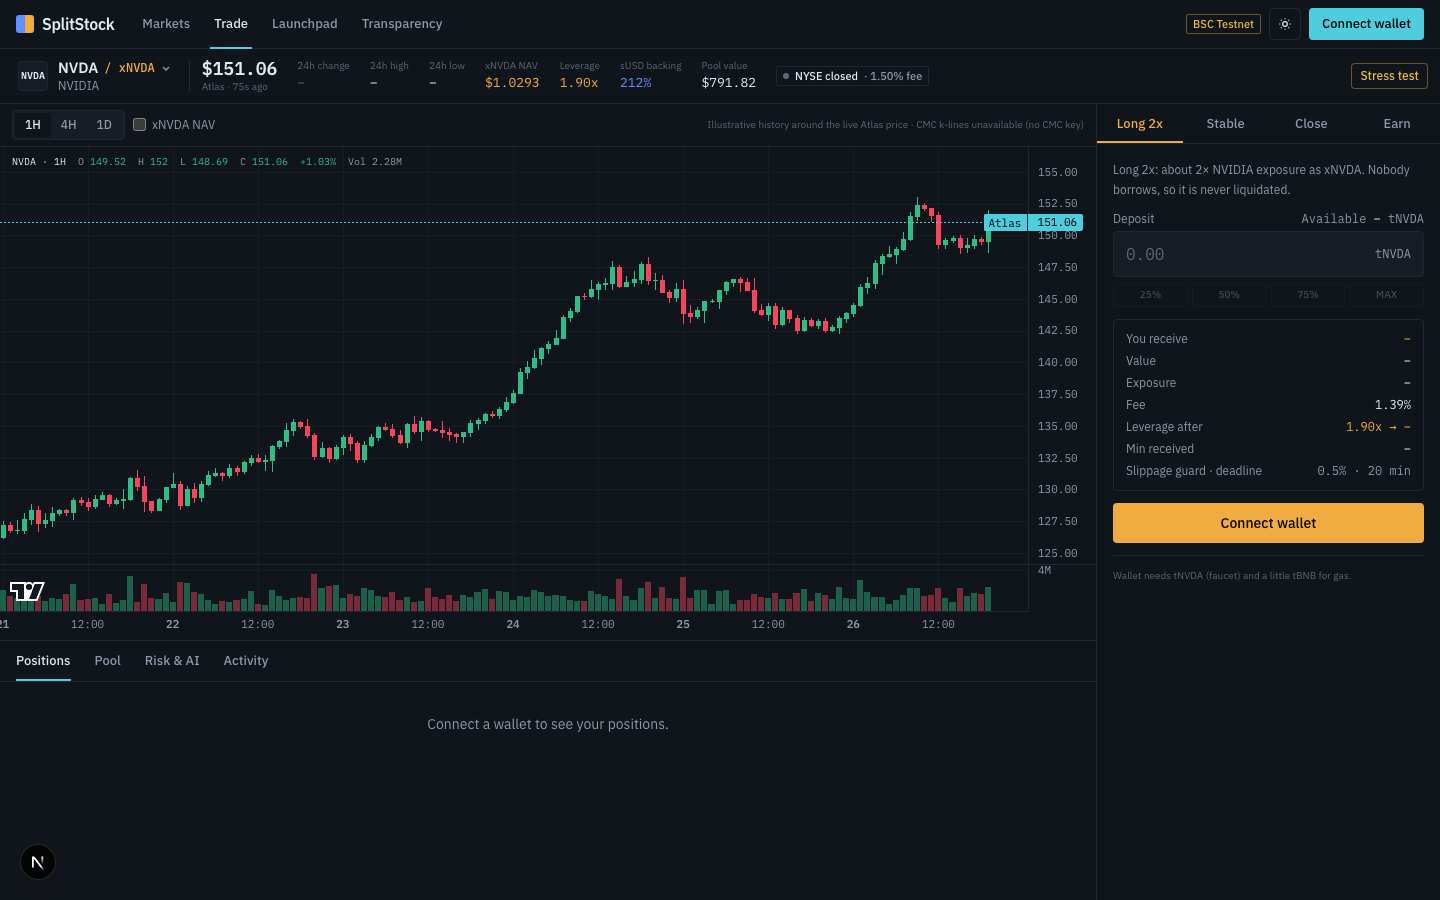 SplitStock
Markets
Trade
Launchpad
Transparency
BSC Testnet
Connect wallet
NVDA
NVDA / xNVDA
NVIDIA
$151.06
Atlas · 75s ago
24h change
–
24h high
–
24h low
–
xNVDA NAV
$1.0293
Leverage
1.90x
sUSD backing
212%
Pool value
$791.82
NYSE closed · 1.50% fee
Stress test
1H
4H
1D
xNVDA NAV
Illustrative history around the live Atlas price · CMC k-lines unavailable (no CMC key)
NVDA · 1H O 149.52 H 152 L 148.69 C 151.06 +1.03% Vol 2.28M
155.00
152.50
Atlas 151.06
150.00
147.50
145.00
142.50
140.00
137.50
135.00
132.50
130.00
127.50
125.00
4M
21 12:00 22 12:00 23 12:00 24 12:00 25 12:00 26 12:00
Long 2x
Stable
Close
Earn
Long 2x: about 2× NVIDIA exposure as xNVDA. Nobody
borrows, so it is never liquidated.
Deposit
Available – tNVDA
0.00
tNVDA
25%
50%
75%
MAX
You receive –
Value –
Exposure –
Fee 1.39%
Leverage after 1.90x → –
Min received –
Slippage guard · deadline 0.5% · 20 min
Connect wallet
Wallet needs tNVDA (faucet) and a little tBNB for gas.
Positions
Pool
Risk & AI
Activity
Connect a wallet to see your positions.
N